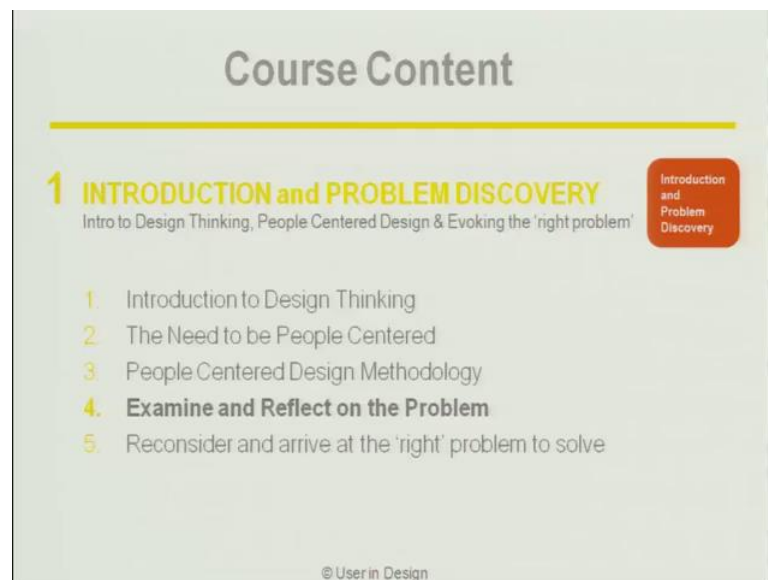 Course Content
1 INTRODUCTION and PROBLEM DISCOVERY
Intro to Design Thinking, People Centered Design & Evoking the 'right problem'
Introduction
and
Problem
Discovery
1. Introduction to Design Thinking
2. The Need to be People Centered
3. People Centered Design Methodology
4. Examine and Reflect on the Problem
5. Reconsider and arrive at the 'right' problem to solve
© User in Design